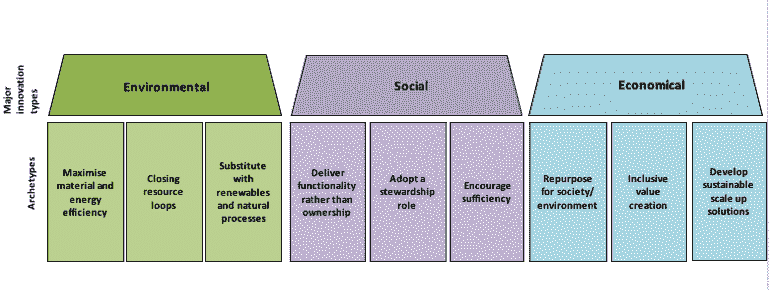 Major
innovation
types
Environmental
Social
Economical
Archetypes
Maximise
material and
energy
efficiency
Closing
resource
loops
Substitute
with
renewables
and natural
processes
Deliver
functionality
rather than
ownership
Adopt a
stewardship
role
Encourage
sufficiency
Repurpose
for society/
environment
Inclusive
value
creation
Develop
sustainable
scale up
solutions